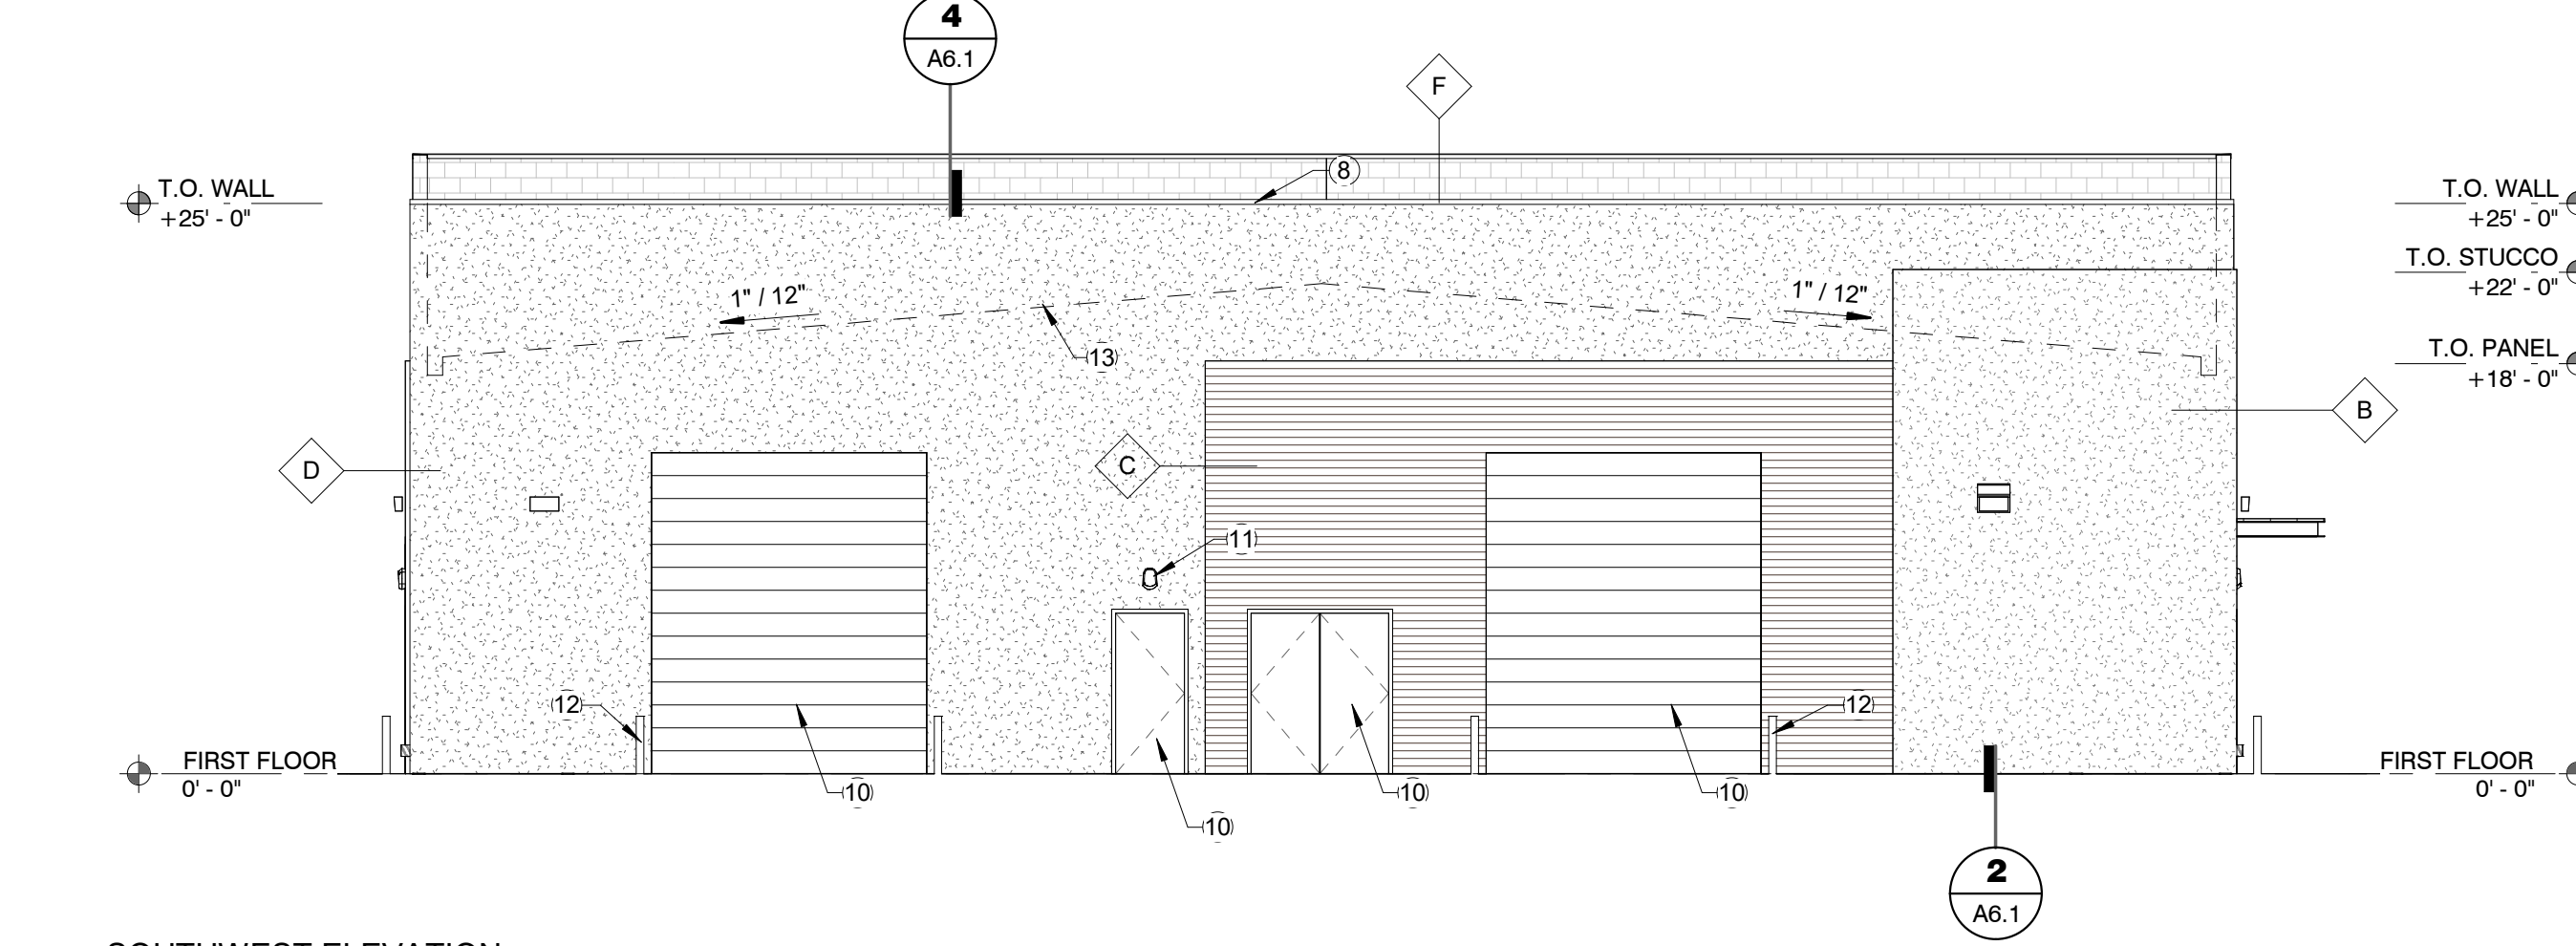 4
A6.1
F
8
T.O. WALL
+25' - 0"
T.O. WALL
+25' - 0"
T.O. STUCCO
+22' - 0"
1" / 12"
1" / 12"
13
T.O. PANEL
+18' - 0"
B
D
C
11
12
12
FIRST FLOOR
0' - 0"
FIRST FLOOR
0' - 0"
10
10
10
10
2
A6.1
SOUTHWEST ELEVATION